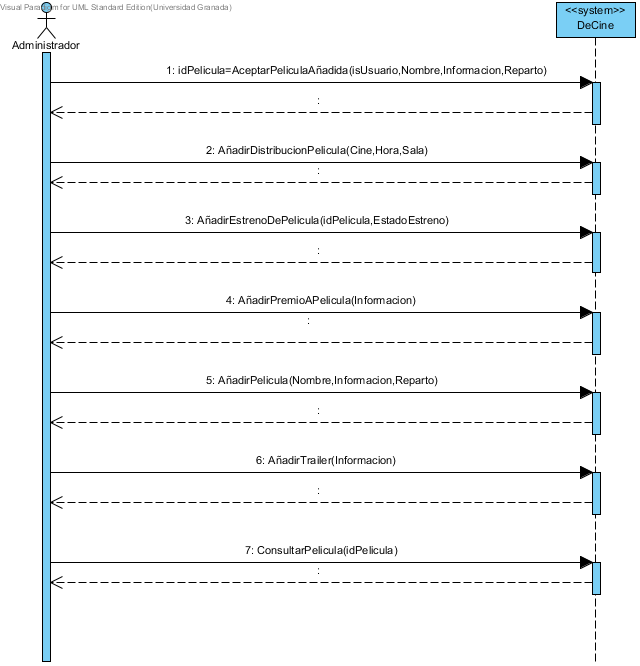 Visual Paradigm for UML Standard Edition(Universidad Granada)
<<system>>
DeCine
Administrador
1: idPelicula=AceptarPeliculaAñadida(isUsuario,Nombre,Informacion,Reparto)
:
2: AñadirDistribucionPelicula(Cine,Hora,Sala)
:
3: AñadirEstrenoDePelicula(idPelicula,EstadoEstreno)
:
4: AñadirPremioAPelicula(Informacion)
:
5: AñadirPelicula(Nombre,Informacion,Reparto)
:
6: AñadirTrailer(Informacion)
:
7: ConsultarPelicula(idPelicula)
: